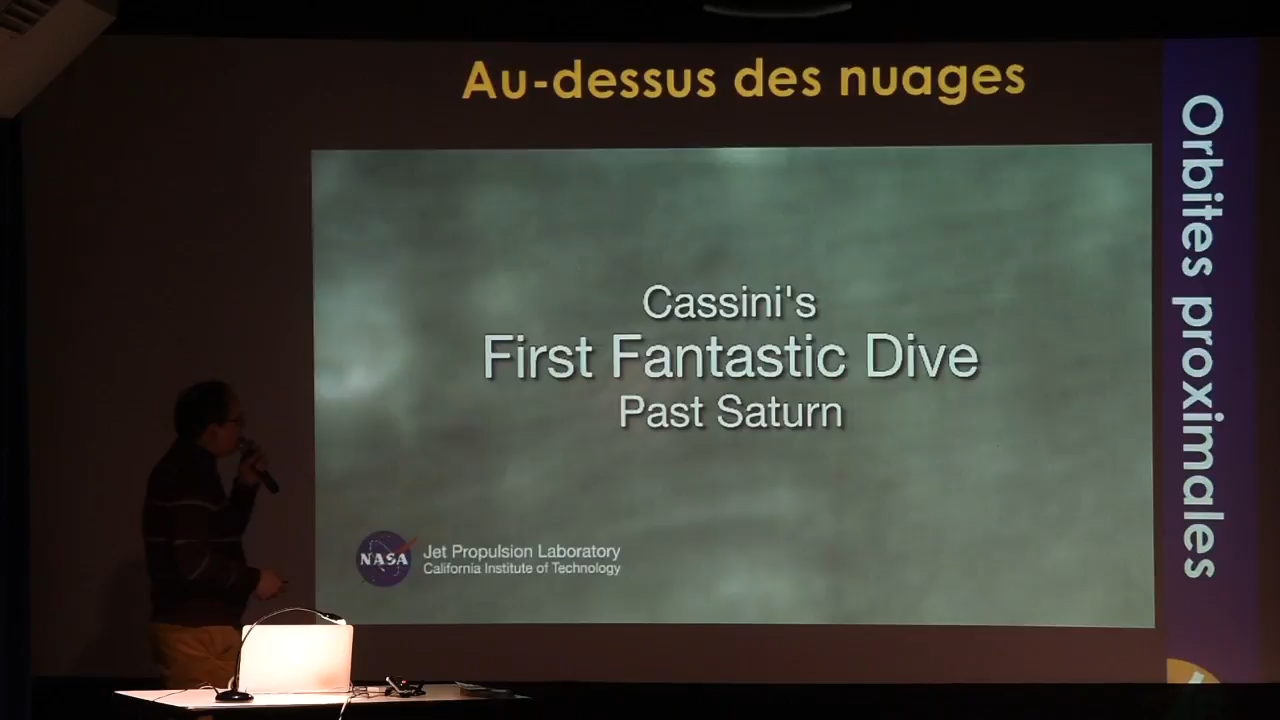 Au-dessus des nuages
Cassini's
First Fantastic Dive
Past Saturn
NASA
Jet Propulsion Laboratory
California Institute of Technology
Orbites proximales